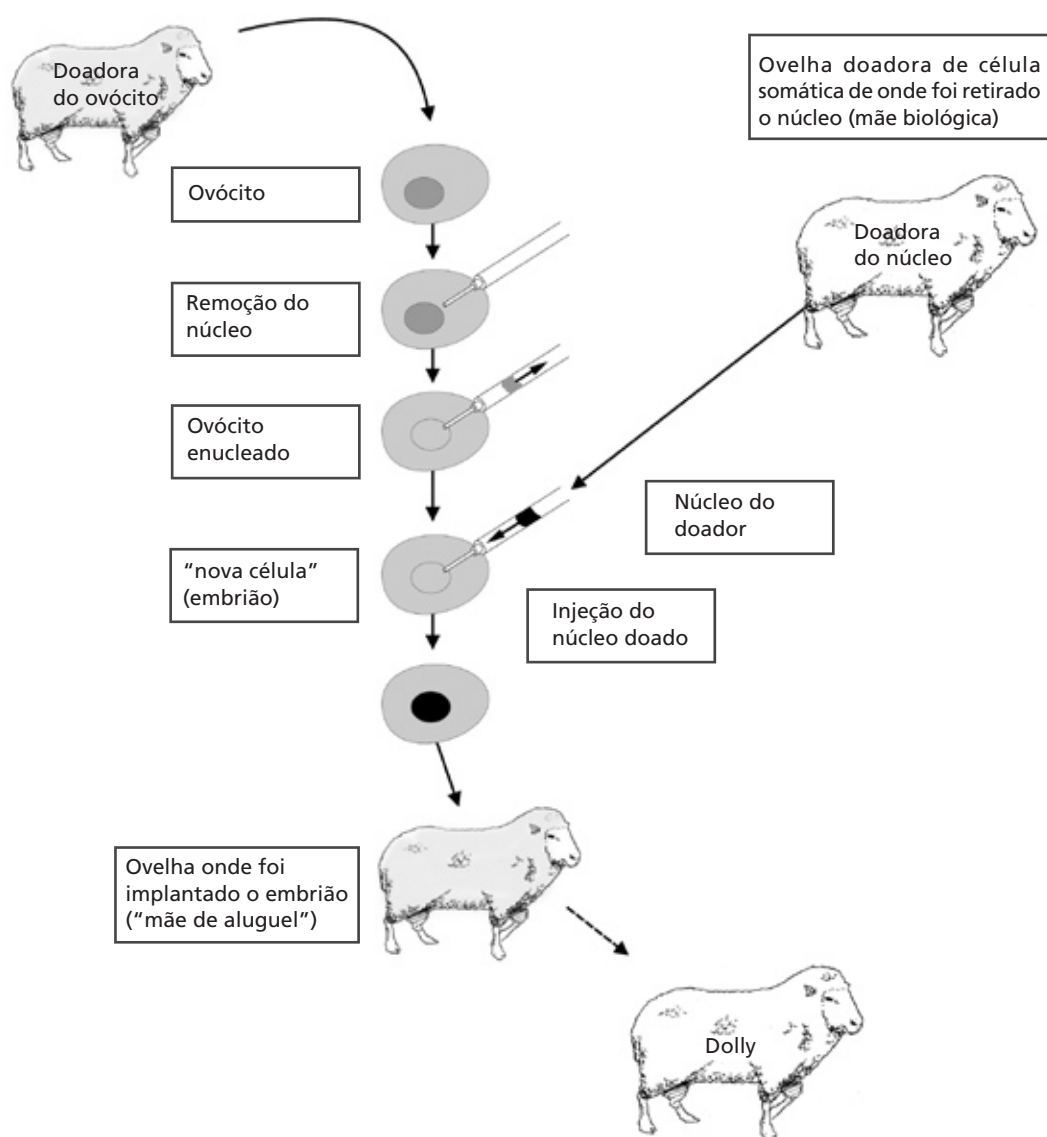 Doadora
do ovócito
Ovelha doadora de célula
somática de onde foi retirado
o núcleo (mãe biológica)
Ovócito
Doadora
do núcleo
Remoção do
núcleo
Ovócito
enucleado
Núcleo do
doador
“nova célula”
(embrião)
Injeção do
núcleo doado
Ovelha onde foi
implantado o embrião
(“mãe de aluguel”)
Dolly